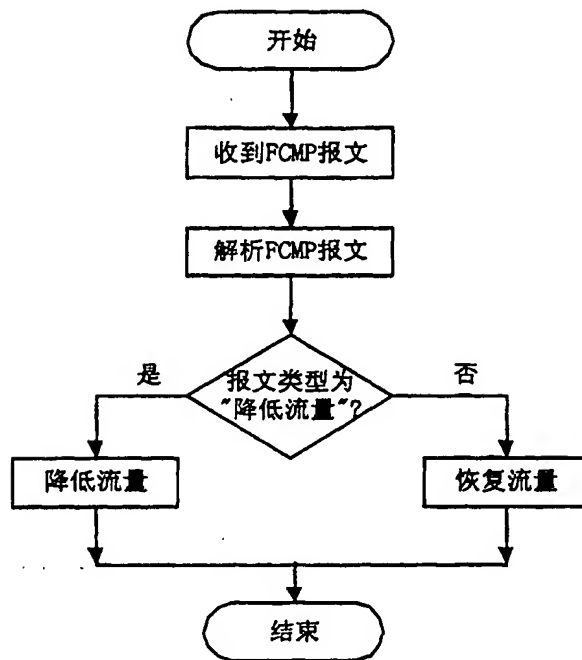 开始
收到FCMP报文
解析FCMP报文
报文类型为
"降低流量"?
是
否
降低流量
恢复流量
结束